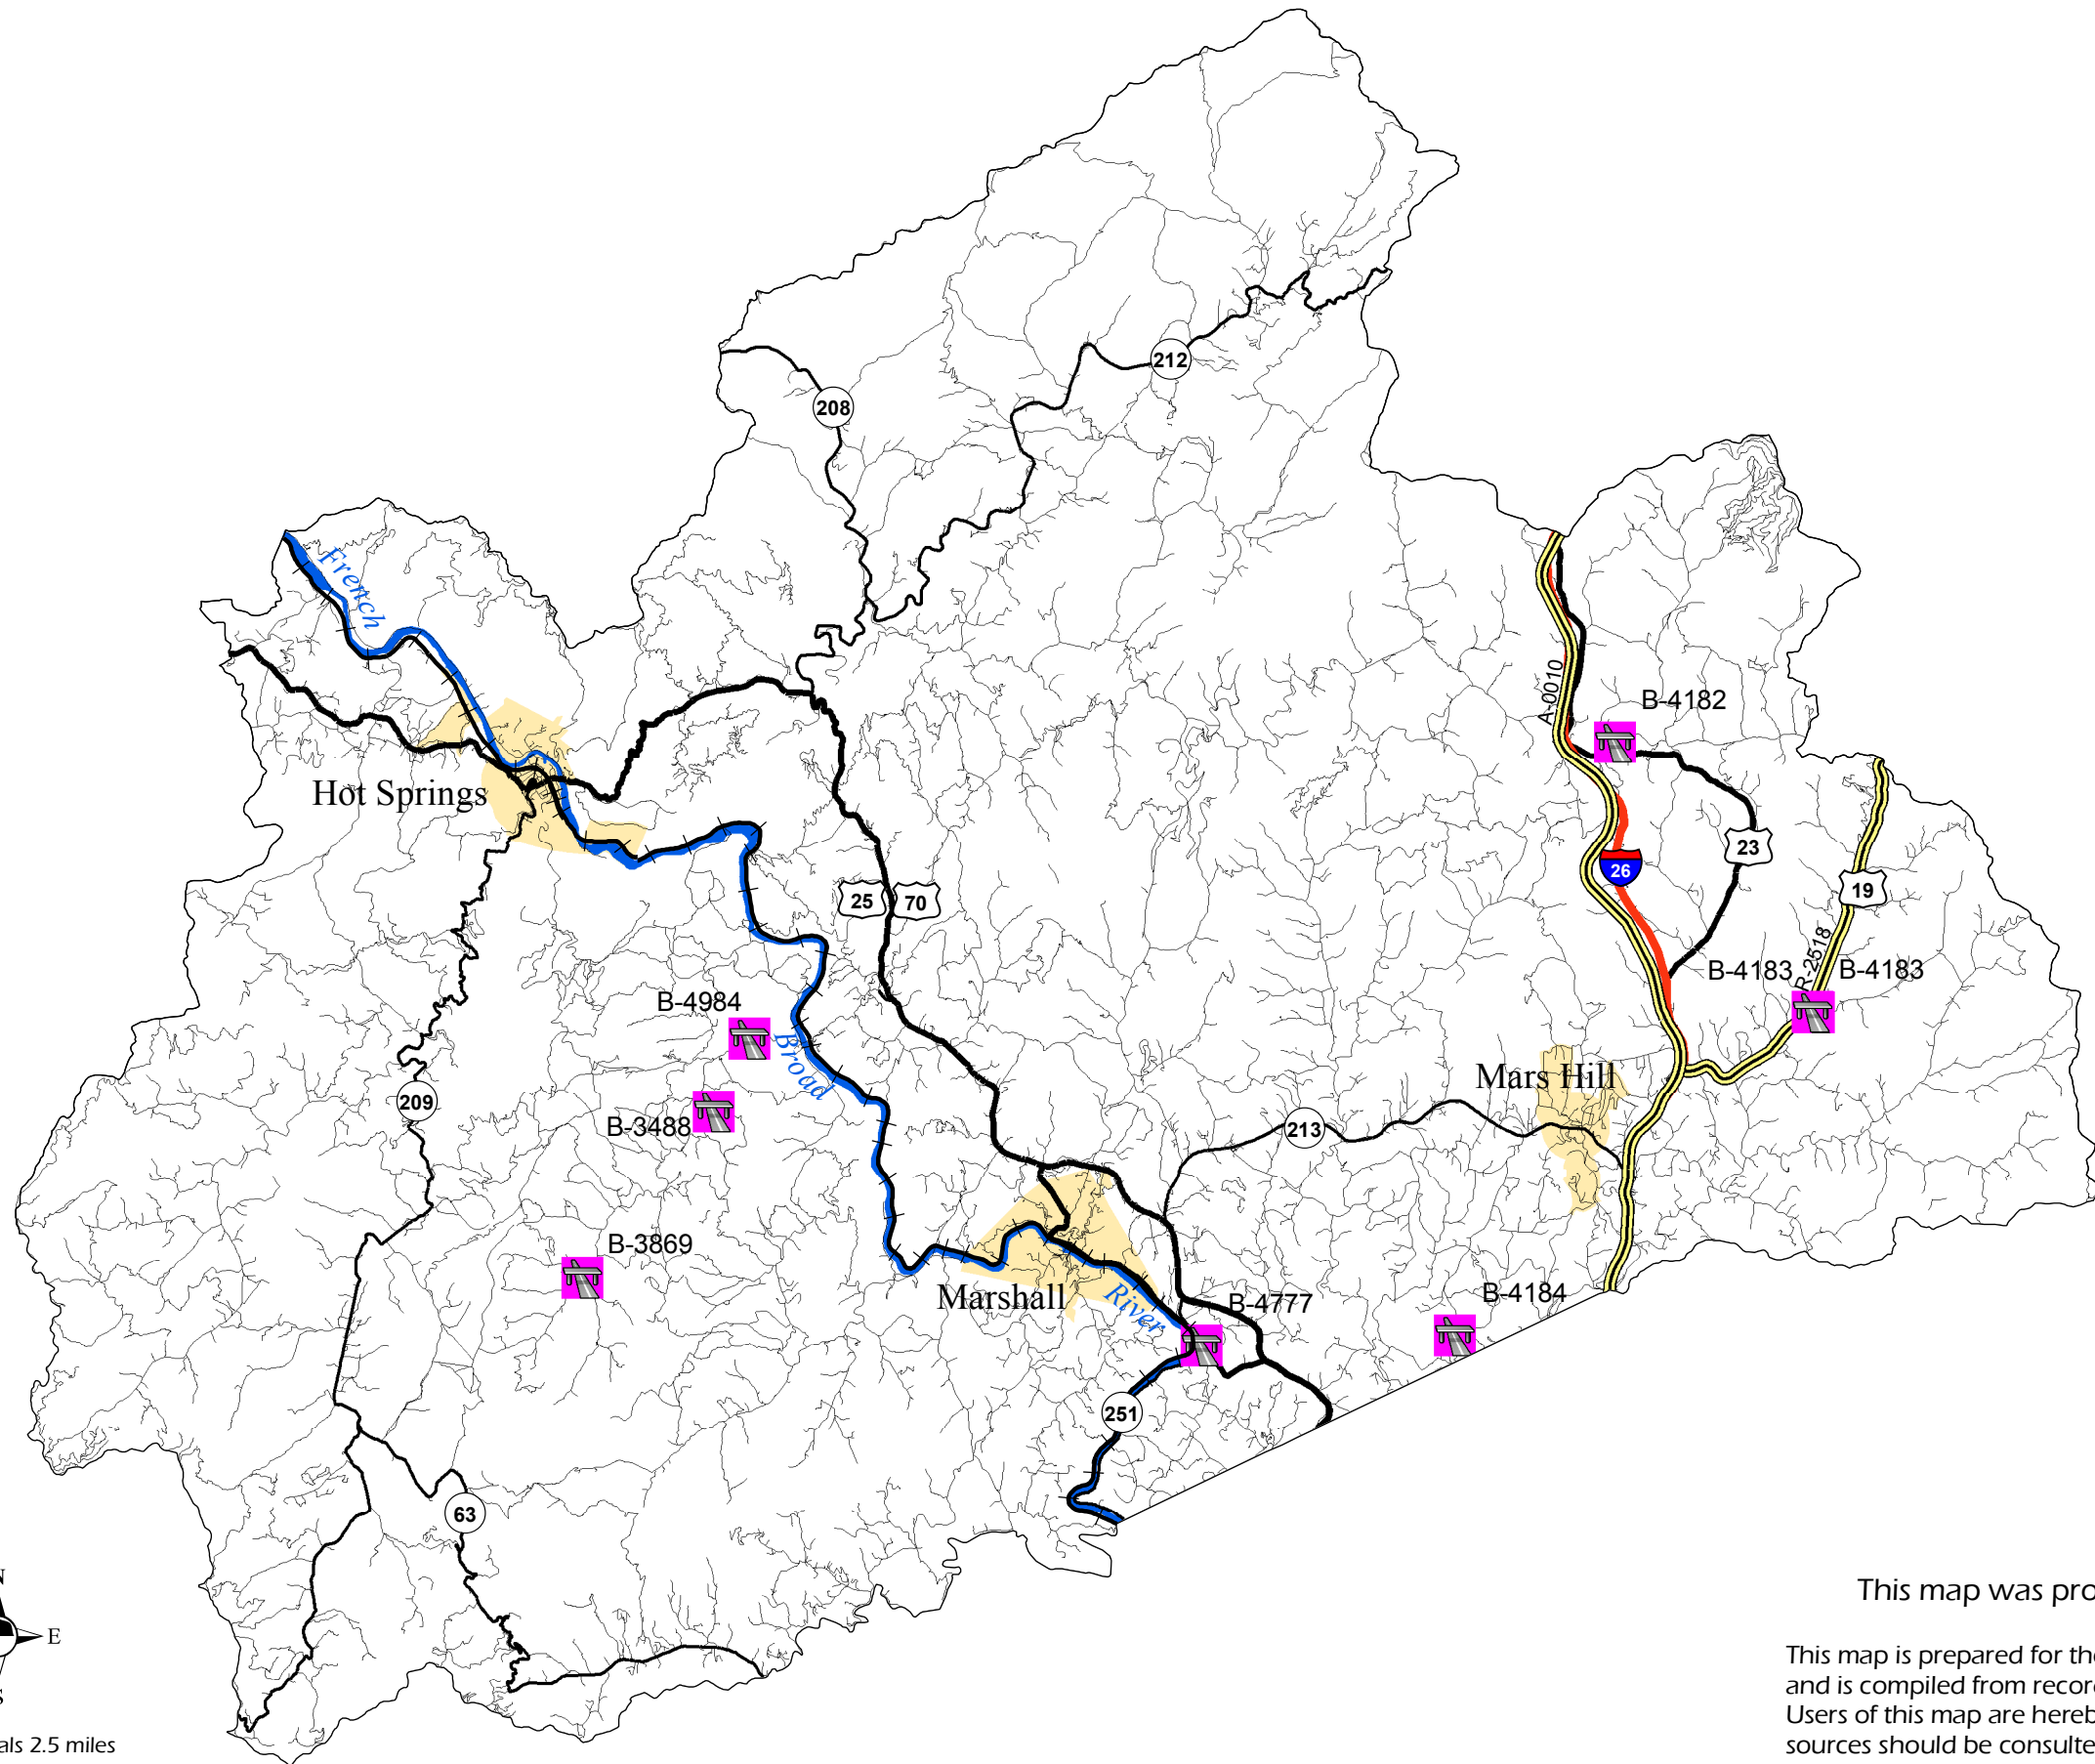 212
208
French
A-0010
B-4182
Hot Springs
23
26
19
25
70
R-2518
B-4183
B-4183
B-4984
Broad
Mars Hill
209
B-3488
213
B-3869
Marshall
River
B-4777
B-4184
251
63
N
E
S
als 2.5 miles
This map was pro
This map is prepared for the
and is compiled from recor
Users of this map are hereb
sources should be consulte